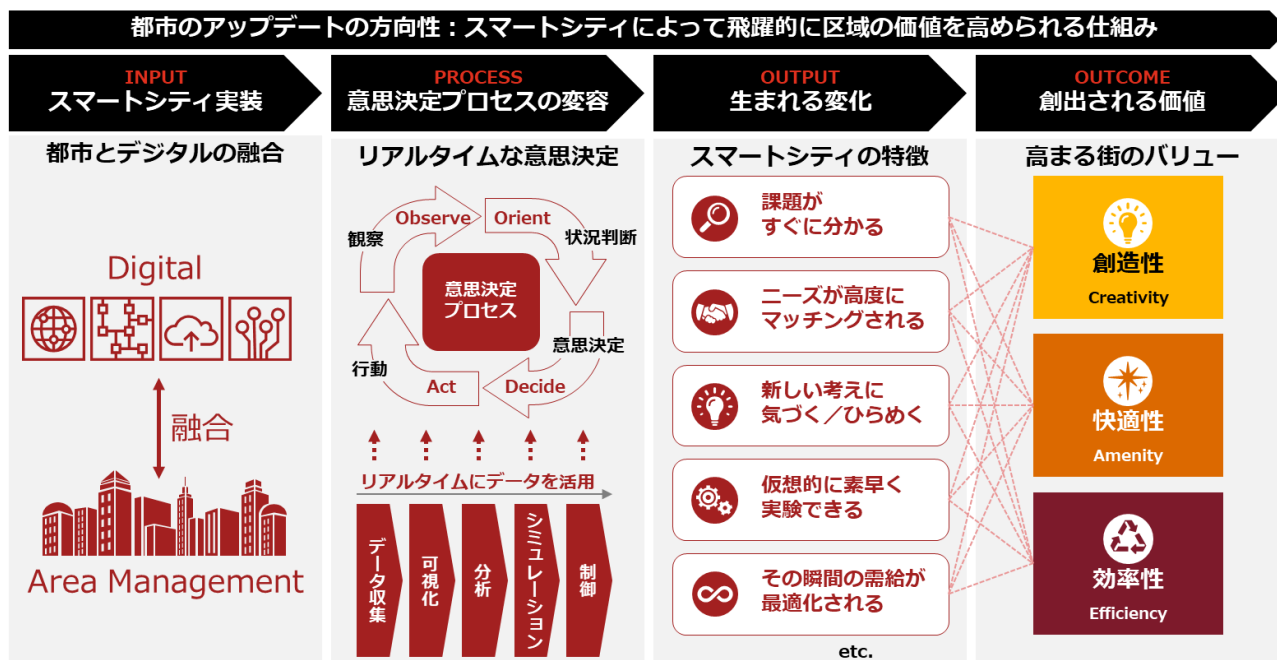 都市のアップデートの方向性：スマートシティによって飛躍的に区域の価値を高められる仕組み
INPUT
スマートシティ実装
PROCESS
意思決定プロセスの変容
OUTPUT
生まれる変化
OUTCOME
創出される価値
都市とデジタルの融合
Digital
融合
Area Management
リアルタイムな意思決定
Observe
Orient
観察
状況判断
意思決定
プロセス
意思決定
行動
Act
Decide
リアルタイムにデータを活用
データ収集
可視化
分析
シミュレーション
制御
スマートシティの特徴
課題が
すぐに分かる
ニーズが高度に
マッチングされる
新しい考えに
気づく／ひらめく
仮想的に素早く
実験できる
その瞬間の需給が
最適化される
etc.
高まる街のバリュー
創造性
Creativity
快適性
Amenity
効率性
Efficiency